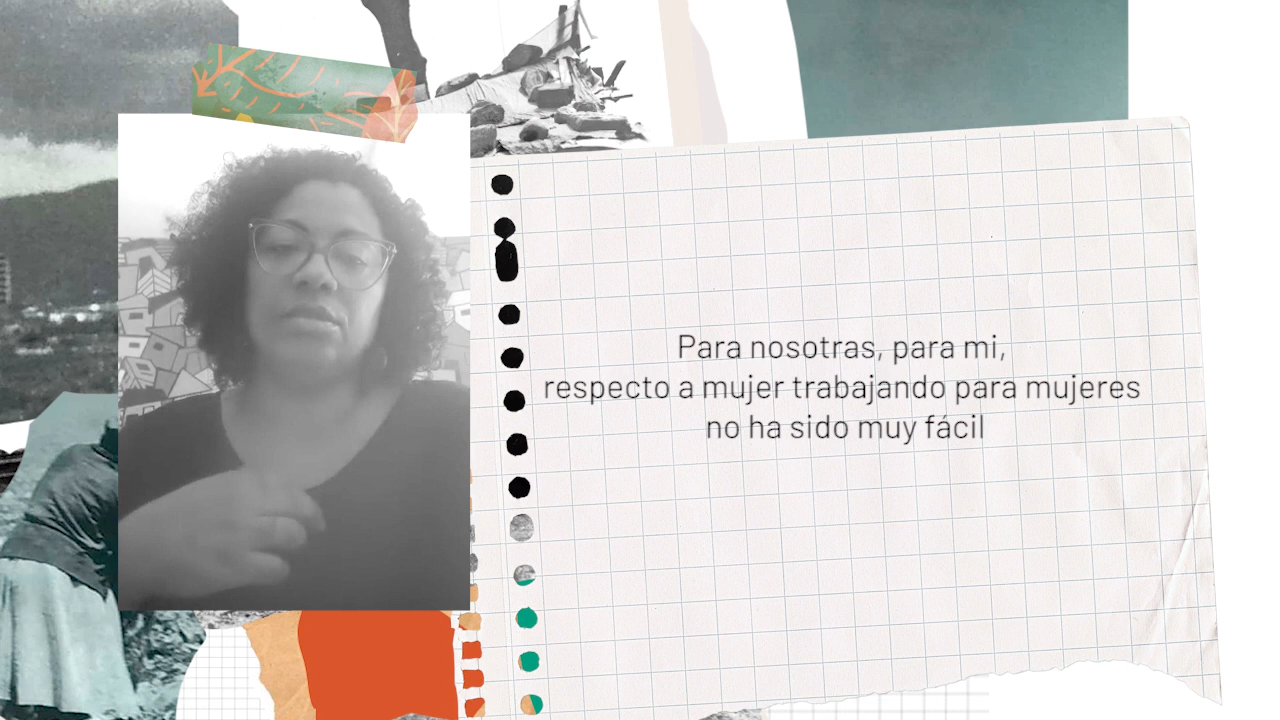 Para nosotras, para mi,
respecto a mujer trabajando para mujeres
no ha sido muy fácil